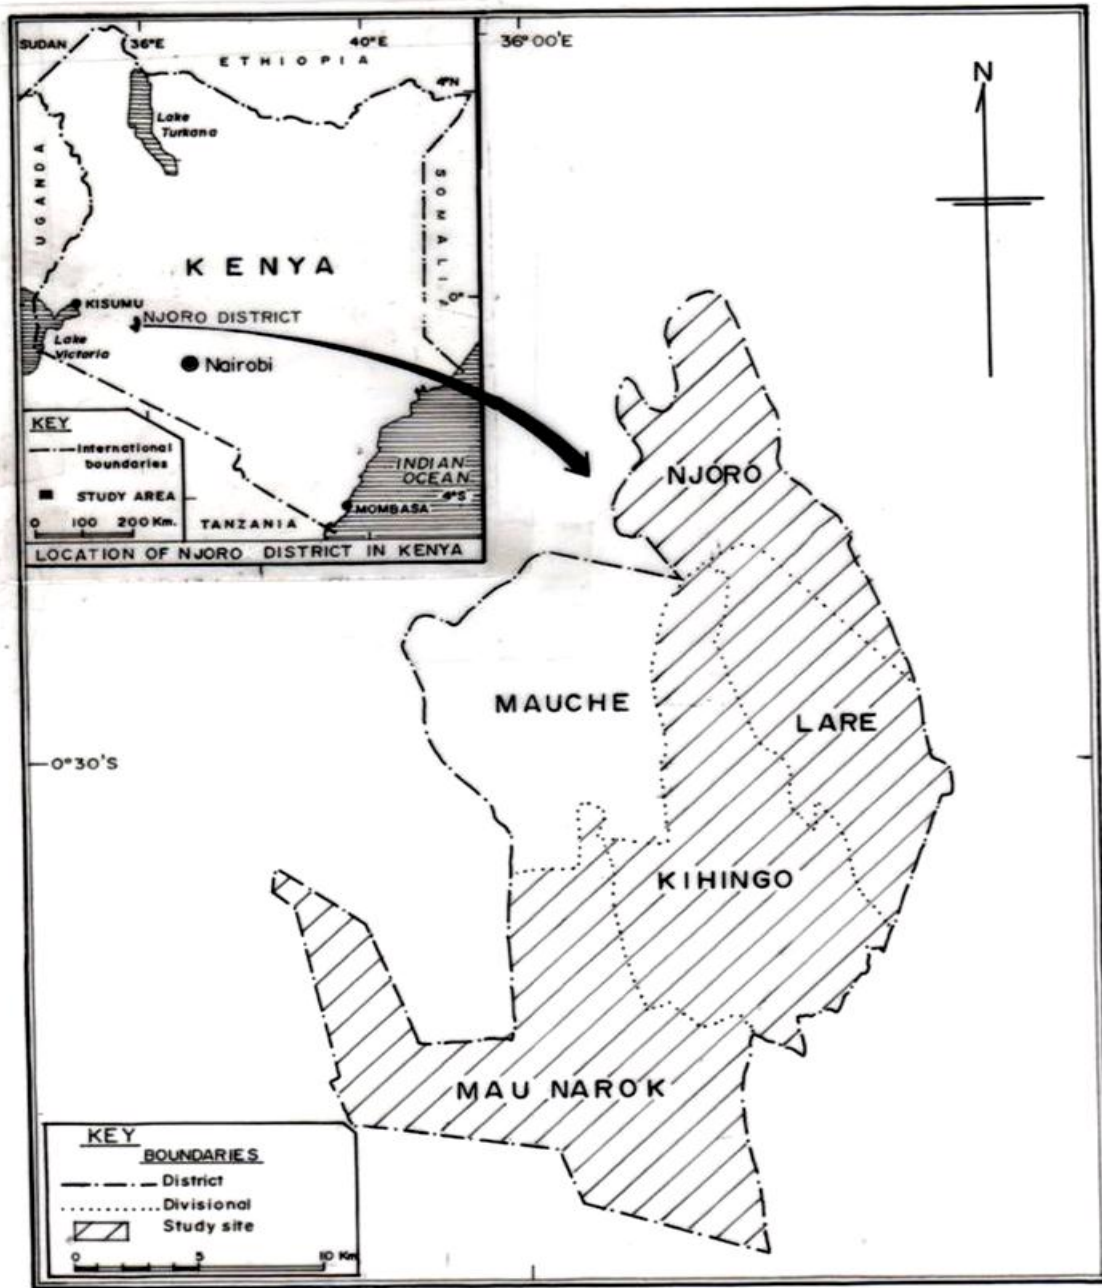 SUDAN
36°E
40°E
36°00'E
ETHIOPIA
4°N
N
Lake
Turkana
UGANDA
SOMALIA
KENYA
0°
KISUMU
NJORO DISTRICT
Lake
Victoria
Nairobi
KEY
International
boundaries
STUDY AREA
0 100 200 Km.
INDIAN
OCEAN
4°S
MOMBASA
TANZANIA
LOCATION OF NJORO DISTRICT IN KENYA
NJORO
MAUCHE
LARE
0°30'S
KIHINGO
MAU NAROK
KEY
BOUNDARIES
District
Divisional
Study site
0 5 10 Km